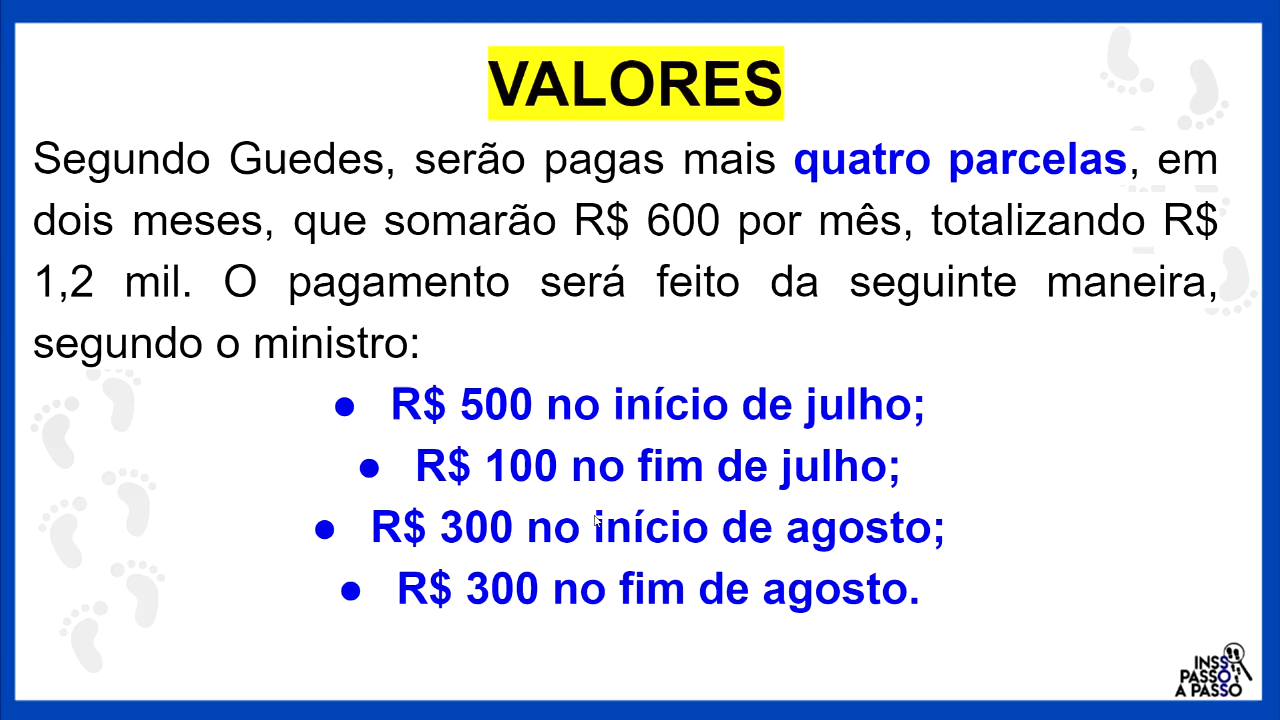 VALORES
Segundo Guedes, serão pagas mais quatro parcelas, em
dois meses, que somarão R$ 600 por mês, totalizando R$
1,2 mil. O pagamento será feito da seguinte maneira,
segundo o ministro:
● R$ 500 no início de julho;
● R$ 100 no fim de julho;
● R$ 300 no início de agosto;
● R$ 300 no fim de agosto.
INSS
PASSO
A PASSO